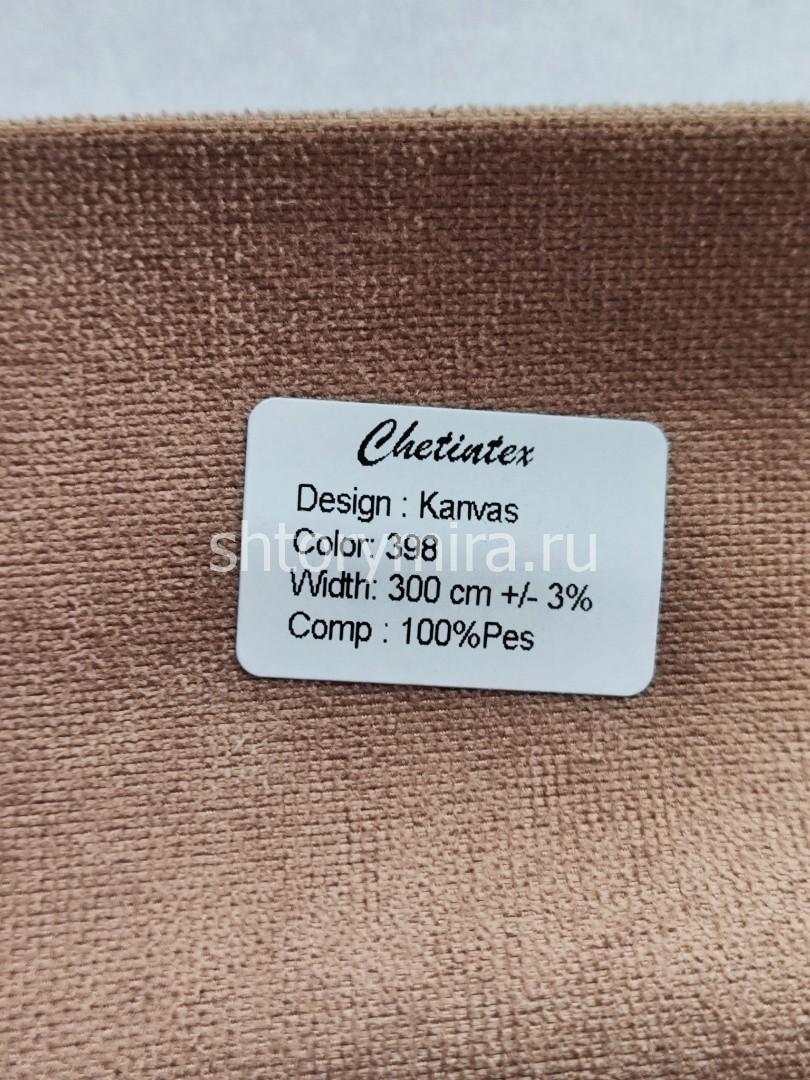 Chetintex
Design : Kanvas
Color: 398
shtorymira.ru
Width: 300 cm +/- 3%
Comp : 100%Pes